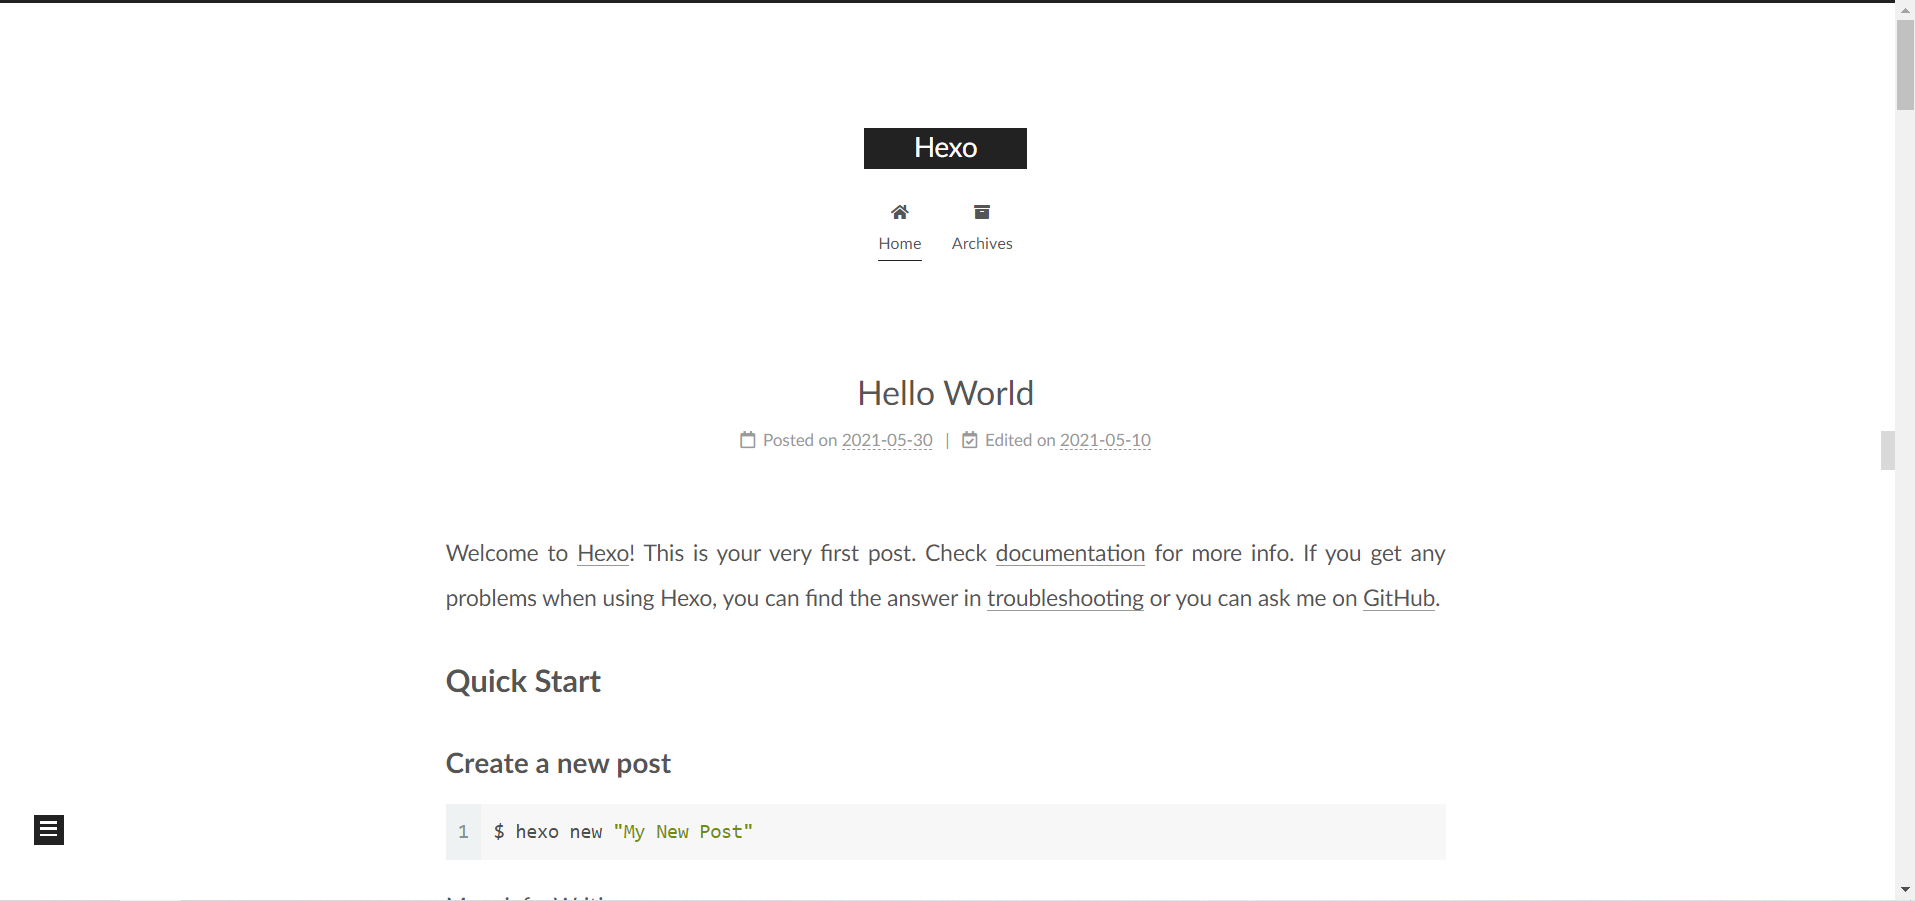 Hexo
Home Archives
Hello World
Posted on 2021-05-30 | Edited on 2021-05-10
Welcome to Hexo! This is your very first post. Check documentation for more info. If you get any
problems when using Hexo, you can find the answer in troubleshooting or you can ask me on GitHub.
Quick Start
Create a new post
1 $ hexo new "My New Post"